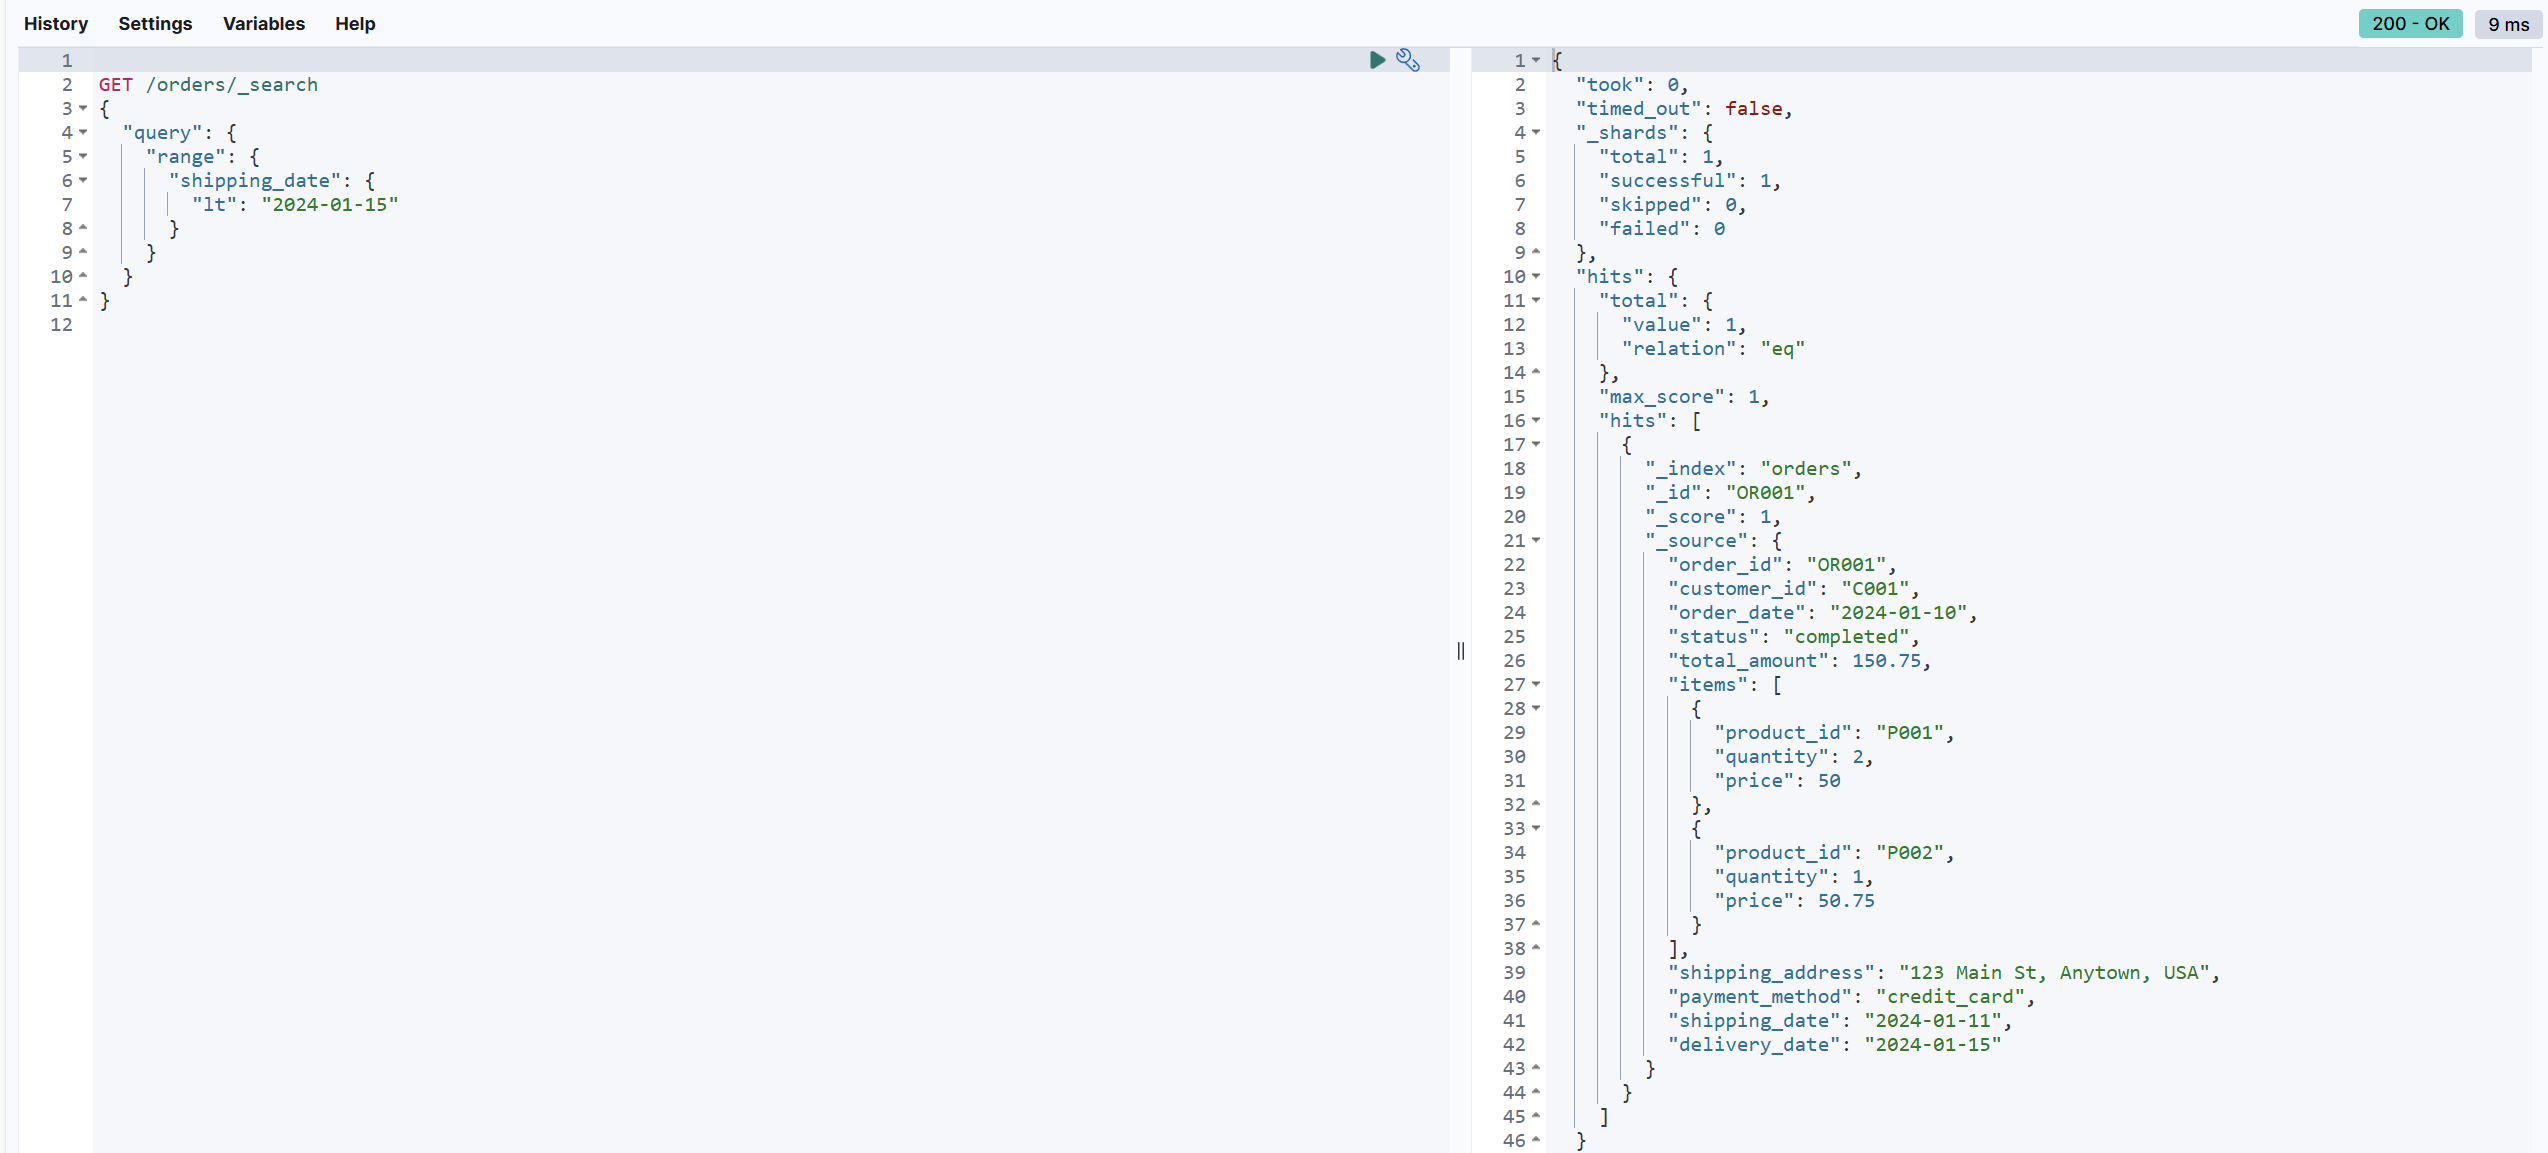 History Settings Variables Help
200 - OK 9 ms
1
2 GET /orders/_search
3 {
4 "query": {
5 "range": {
6 "shipping_date": {
7 "lt": "2024-01-15"
8 }
9 }
10 }
11 }
12
1 {
2 "took": 0,
3 "timed_out": false,
4 "_shards": {
5 "total": 1,
6 "successful": 1,
7 "skipped": 0,
8 "failed": 0
9 },
10 "hits": {
11 "total": {
12 "value": 1,
13 "relation": "eq"
14 },
15 "max_score": 1,
16 "hits": [
17 {
18 "_index": "orders",
19 "_id": "OR001",
20 "_score": 1,
21 "_source": {
22 "order_id": "OR001",
23 "customer_id": "C001",
24 "order_date": "2024-01-10",
25 "status": "completed",
26 "total_amount": 150.75,
27 "items": [
28 {
29 "product_id": "P001",
30 "quantity": 2,
31 "price": 50
32 },
33 {
34 "product_id": "P002",
35 "quantity": 1,
36 "price": 50.75
37 }
38 ],
39 "shipping_address": "123 Main St, Anytown, USA",
40 "payment_method": "credit_card",
41 "shipping_date": "2024-01-11",
42 "delivery_date": "2024-01-15"
43 }
44 }
45 ]
46 }